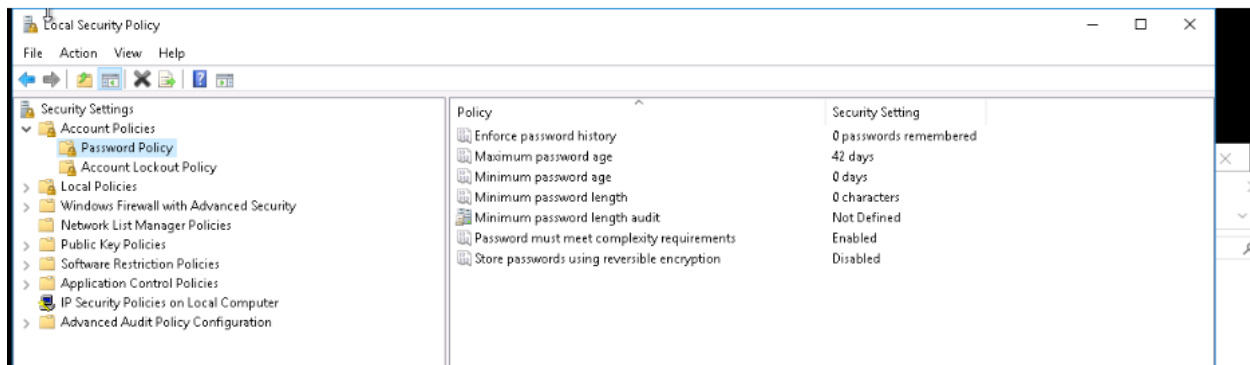 Local Security Policy
File Action View Help
Security Settings
Account Policies
Password Policy
Account Lockout Policy
Local Policies
Windows Firewall with Advanced Security
Network List Manager Policies
Public Key Policies
Software Restriction Policies
Application Control Policies
IP Security Policies on Local Computer
Advanced Audit Policy Configuration
Policy Security Setting
Enforce password history 0 passwords remembered
Maximum password age 42 days
Minimum password age 0 days
Minimum password length 0 characters
Minimum password length audit Not Defined
Password must meet complexity requirements Enabled
Store passwords using reversible encryption Disabled